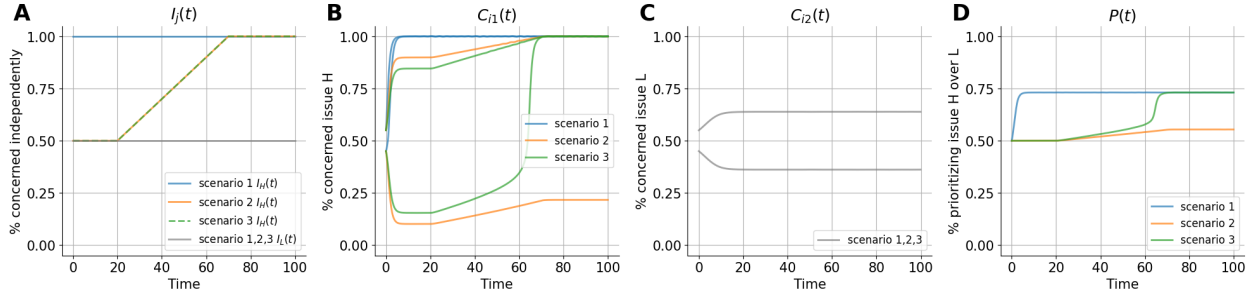 A
I_j(t)
% concerned independently
1.00
0.75
0.50
0.25
0.00
scenario 1 I_H(t)
scenario 2 I_H(t)
scenario 3 I_H(t)
scenario 1,2,3 I_L(t)
0 20 40 60 80 100
Time
B
C_i1(t)
% concerned issue H
1.00
0.75
0.50
0.25
0.00
scenario 1
scenario 2
scenario 3
0 20 40 60 80 100
Time
C
C_i2(t)
% concerned issue L
1.00
0.75
0.50
0.25
0.00
scenario 1,2,3
0 20 40 60 80 100
Time
D
P(t)
% prioritizing issue H over L
1.00
0.75
0.50
0.25
0.00
scenario 1
scenario 2
scenario 3
0 20 40 60 80 100
Time